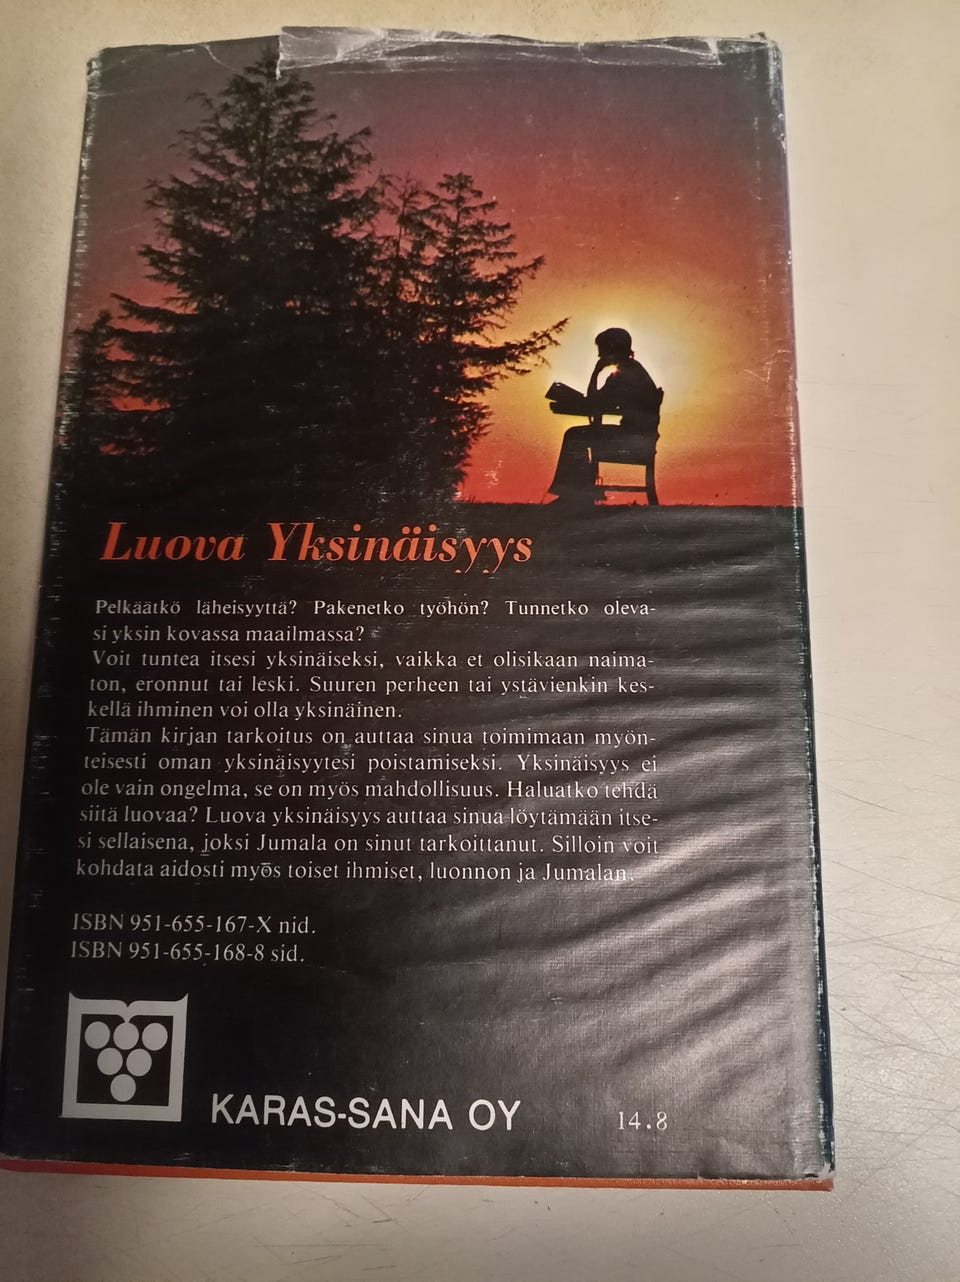 Luova Yksinäisyys
Pelkäätkö läheisyyttä? Pakenetko työhön? Tunnetko oleva-
si yksin kovassa maailmassa?
Voit tuntea itsesi yksinäiseksi, vaikka et olisikaan naima-
ton, eronnut tai leski. Suuren perheen tai ystävienkin kes-
kellä ihminen voi olla yksinäinen.
Tämän kirjan tarkoitus on auttaa sinua toimimaan myön-
teisesti oman yksinäisyytesi poistamiseksi. Yksinäisyys ei
ole vain ongelma, se on myös mahdollisuus. Haluatko tehdä
siitä luovaa? Luova yksinäisyys auttaa sinua löytämään itse-
si sellaisena, joksi Jumala on sinut tarkoittanut. Silloin voit
kohdata aidosti myös toiset ihmiset, luonnon ja Jumalan.
ISBN 951-655-167-X nid.
ISBN 951-655-168-8 sid.
KARAS-SANA OY
14.8